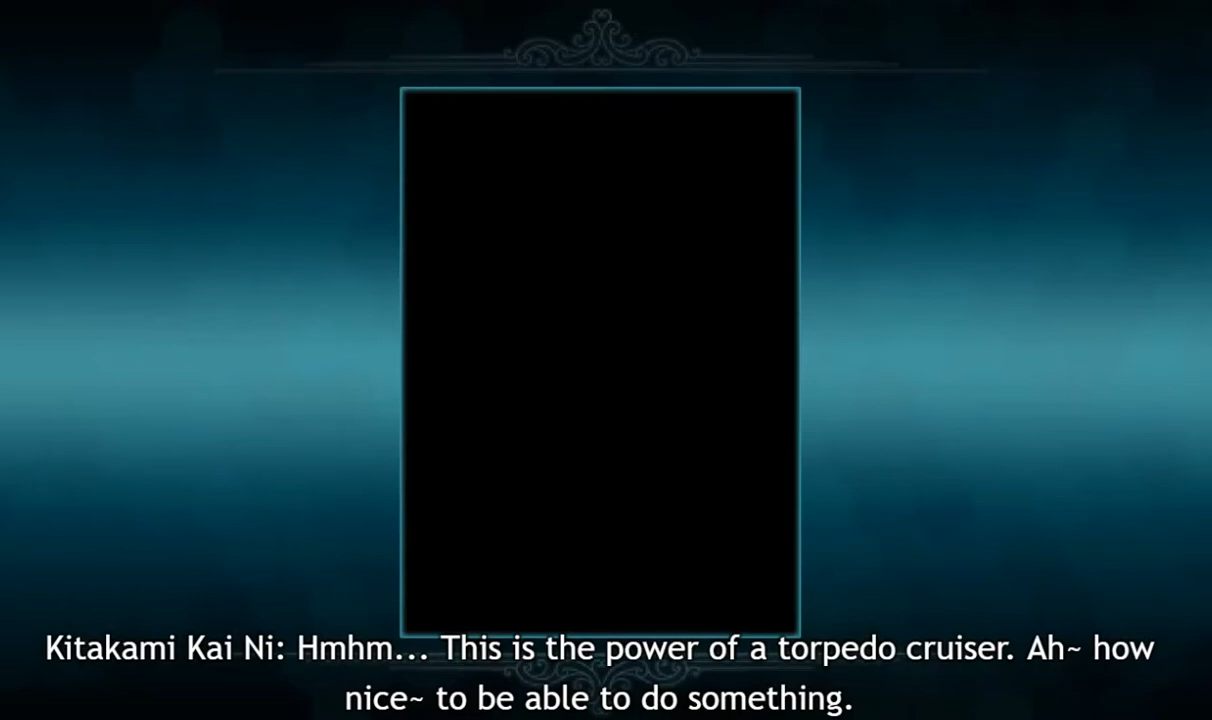 Kitakami Kai Ni: Hmhm... This is the power of a torpedo cruiser. Ah~ how
nice~ to be able to do something.